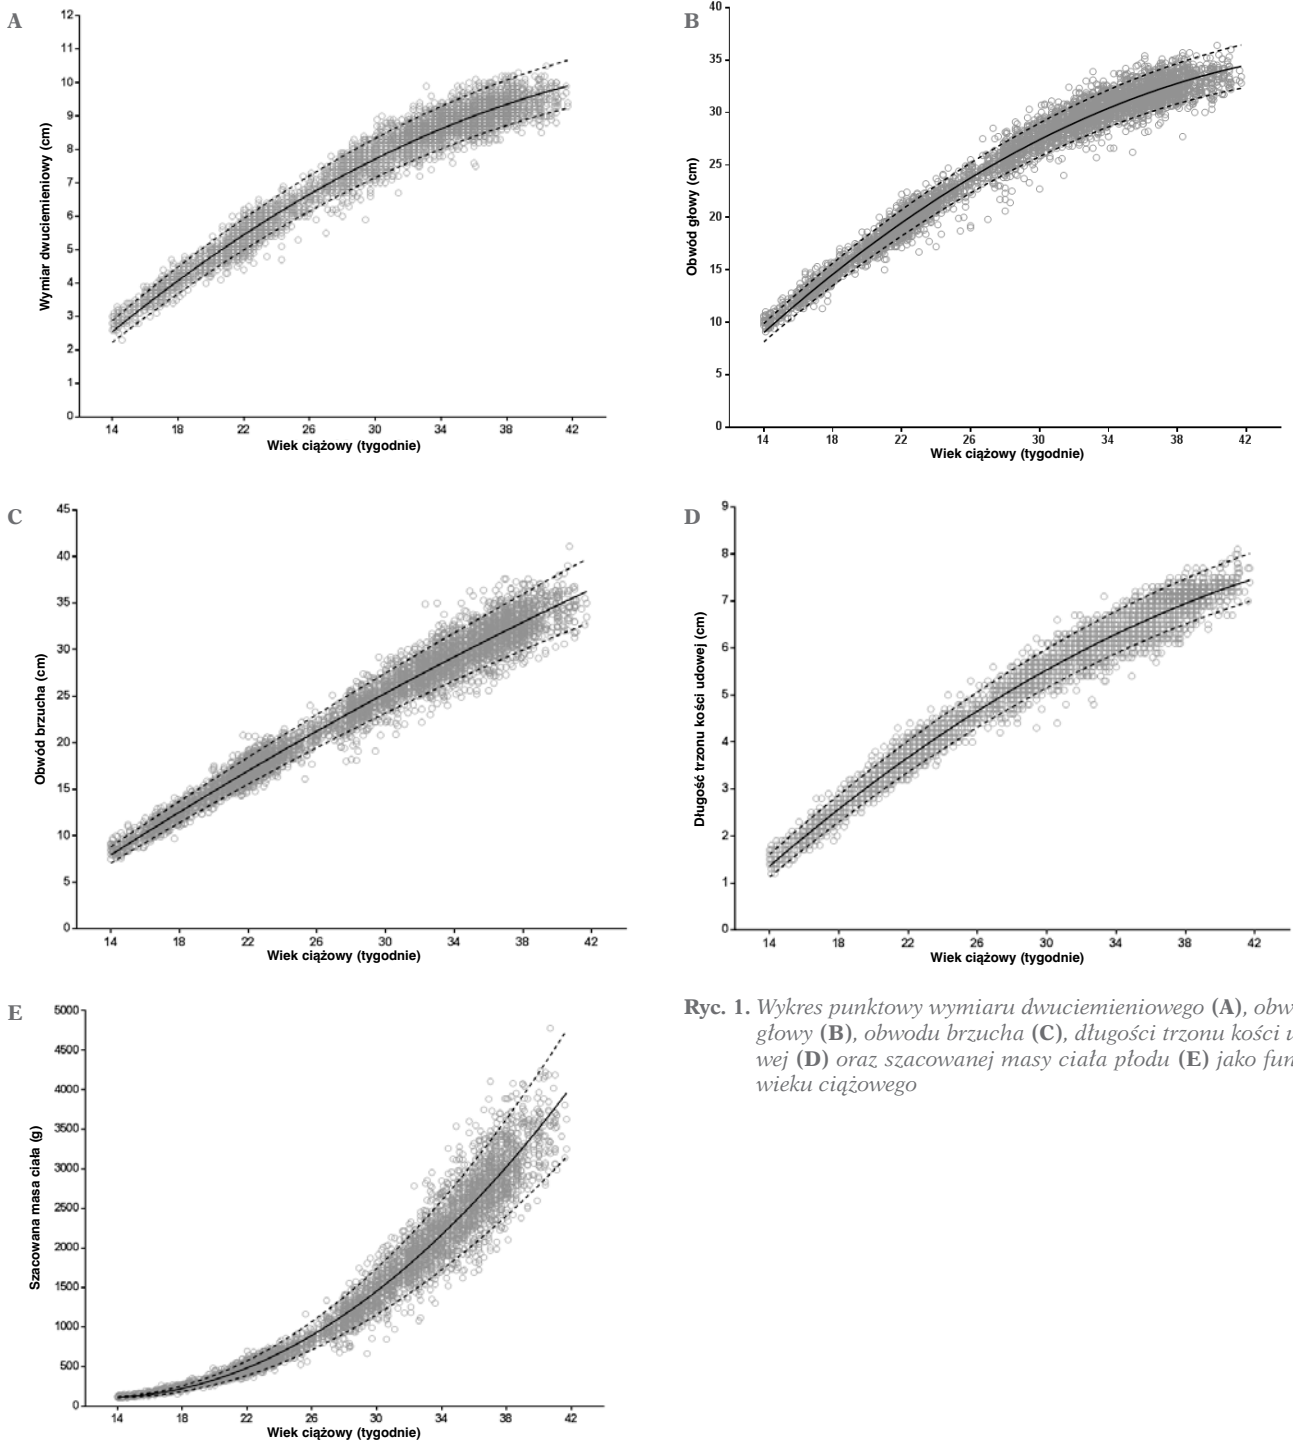 A
12
11
10
9
8
7
6
5
4
3
2
1
0
Wymiar dwuciemieniowy (cm)
14 18 22 26 30 34 38 42
Wiek ciążowy (tygodnie)
B
40
35
30
25
20
15
10
5
0
Obwód głowy (cm)
14 18 22 26 30 34 38 42
Wiek ciążowy (tygodnie)
C
45
40
35
30
25
20
15
10
5
0
Obwód brzucha (cm)
14 18 22 26 30 34 38 42
Wiek ciążowy (tygodnie)
D
9
8
7
6
5
4
3
2
1
0
Długość trzonu kości udowej (cm)
14 18 22 26 30 34 38 42
Wiek ciążowy (tygodnie)
E
5000
4500
4000
3500
3000
2500
2000
1500
1000
500
0
Szacowana masa ciała (g)
14 18 22 26 30 34 38 42
Wiek ciążowy (tygodnie)
Ryc. 1. Wykres punktowy wymiaru dwuciemieniowego (A), obw
głowy (B), obwodu brzucha (C), długości trzonu kości u
wej (D) oraz szacowanej masy ciała płodu (E) jako fun
wieku ciążowego